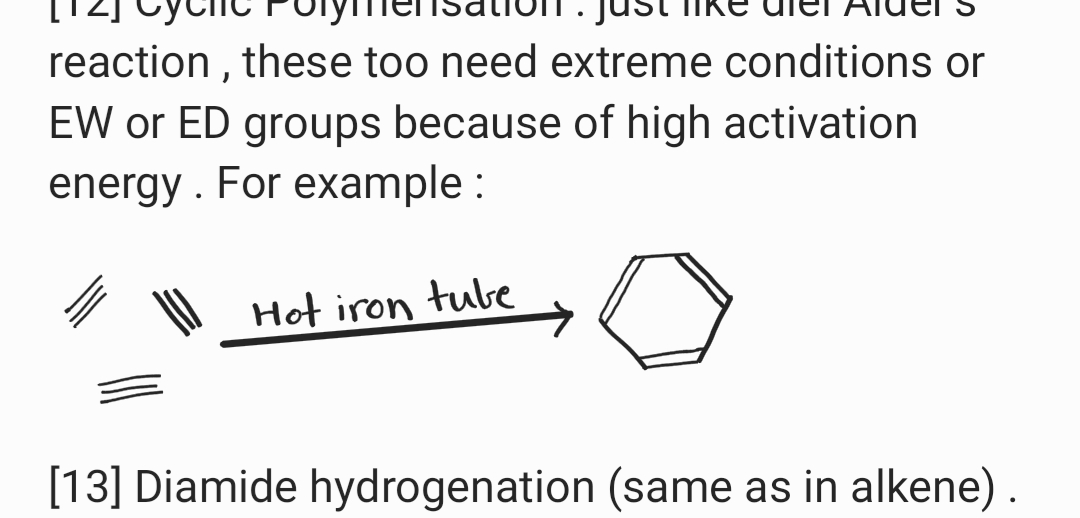 [12] Cyclic Polymerisation : just like diel Alder's
reaction , these too need extreme conditions or
EW or ED groups because of high activation
energy . For example :
Hot iron tube
[13] Diamide hydrogenation (same as in alkene) .